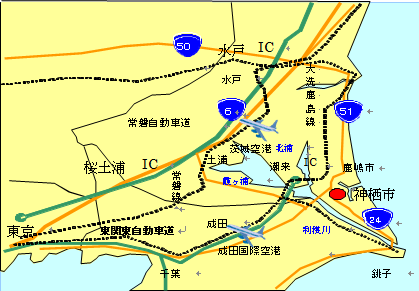 50
水戸 IC
水戸
大洗鹿島線
6
51
常磐自動車道
茨城空港
北浦
桜土浦 IC
土浦
潮来
IC
鹿嶋市
常磐線
霞ヶ浦
神栖市
24
東京
東関東自動車道
成田
利根川
成田国際空港
千葉
銚子